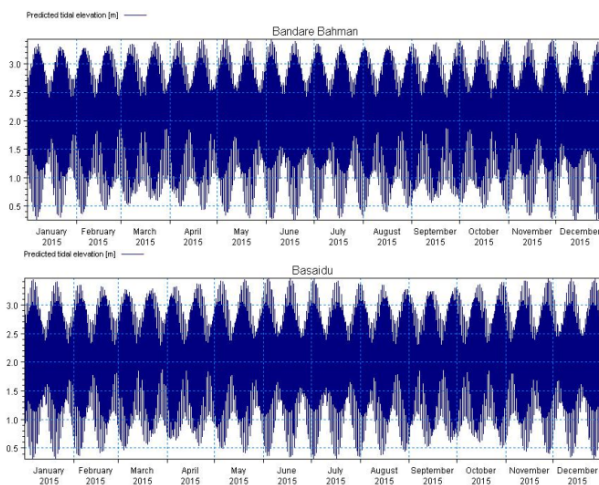 Predicted tidal elevation [m]
Bandare Bahman
3.0
2.5
2.0
1.5
1.0
0.5
January February March April May June July August September October November December
2015 2015 2015 2015 2015 2015 2015 2015 2015 2015 2015 2015
Predicted tidal elevation [m]
Basaidu
3.0
2.5
2.0
1.5
1.0
0.5
January February March April May June July August September October November December
2015 2015 2015 2015 2015 2015 2015 2015 2015 2015 2015 2015